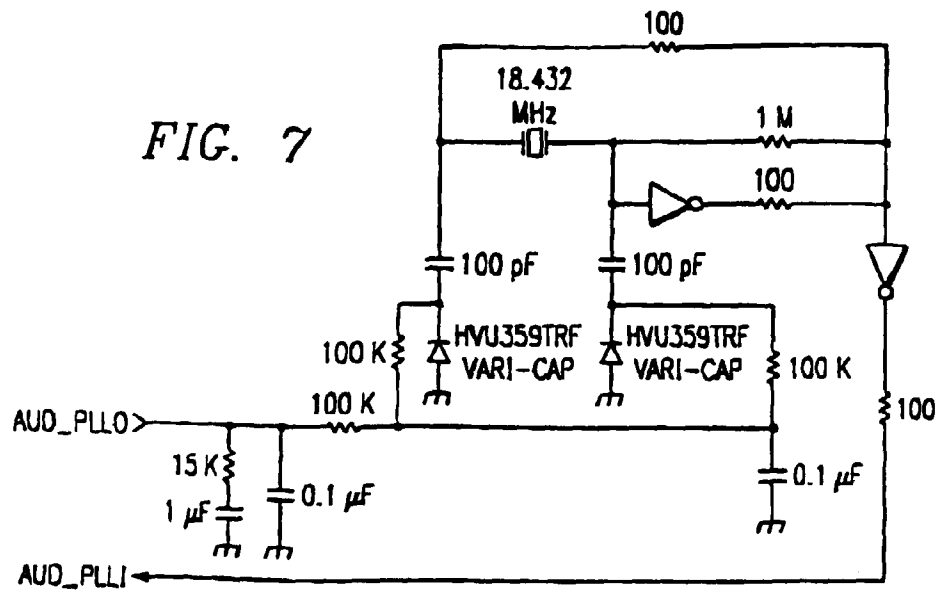 100
18.432
MHz
FIG. 7
1 M
100
100 pF
100 pF
100 K
HVU359TRF
VARI-CAP
HVU359TRF
VARI-CAP
100 K
100 K
100
AUD_PLLO
15 K
1 µF
0.1 µF
0.1 µF
AUD_PLLI